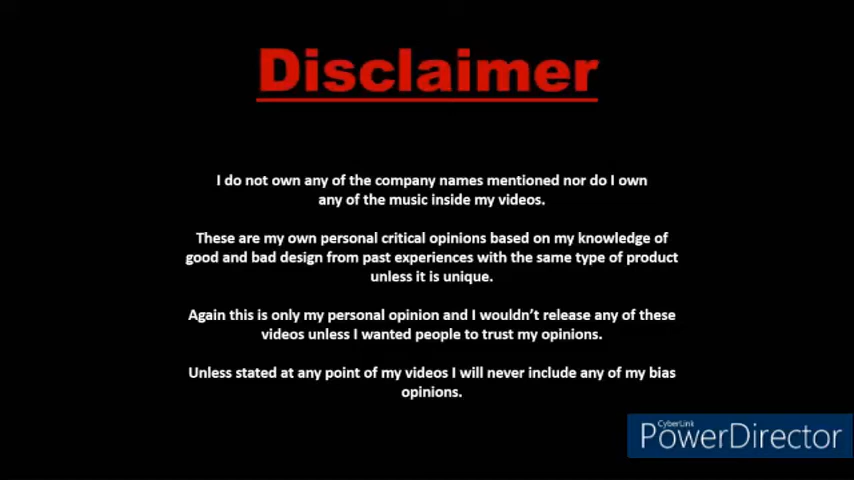 Disclaimer
I do not own any of the company names mentioned nor do I own
any of the music inside my videos.
These are my own personal critical opinions based on my knowledge of
good and bad design from past experiences with the same type of product
unless it is unique.
Again this is only my personal opinion and I wouldn't release any of these
videos unless I wanted people to trust my opinions.
Unless stated at any point of my videos I will never include any of my bias
opinions.
CyberLink
PowerDirector